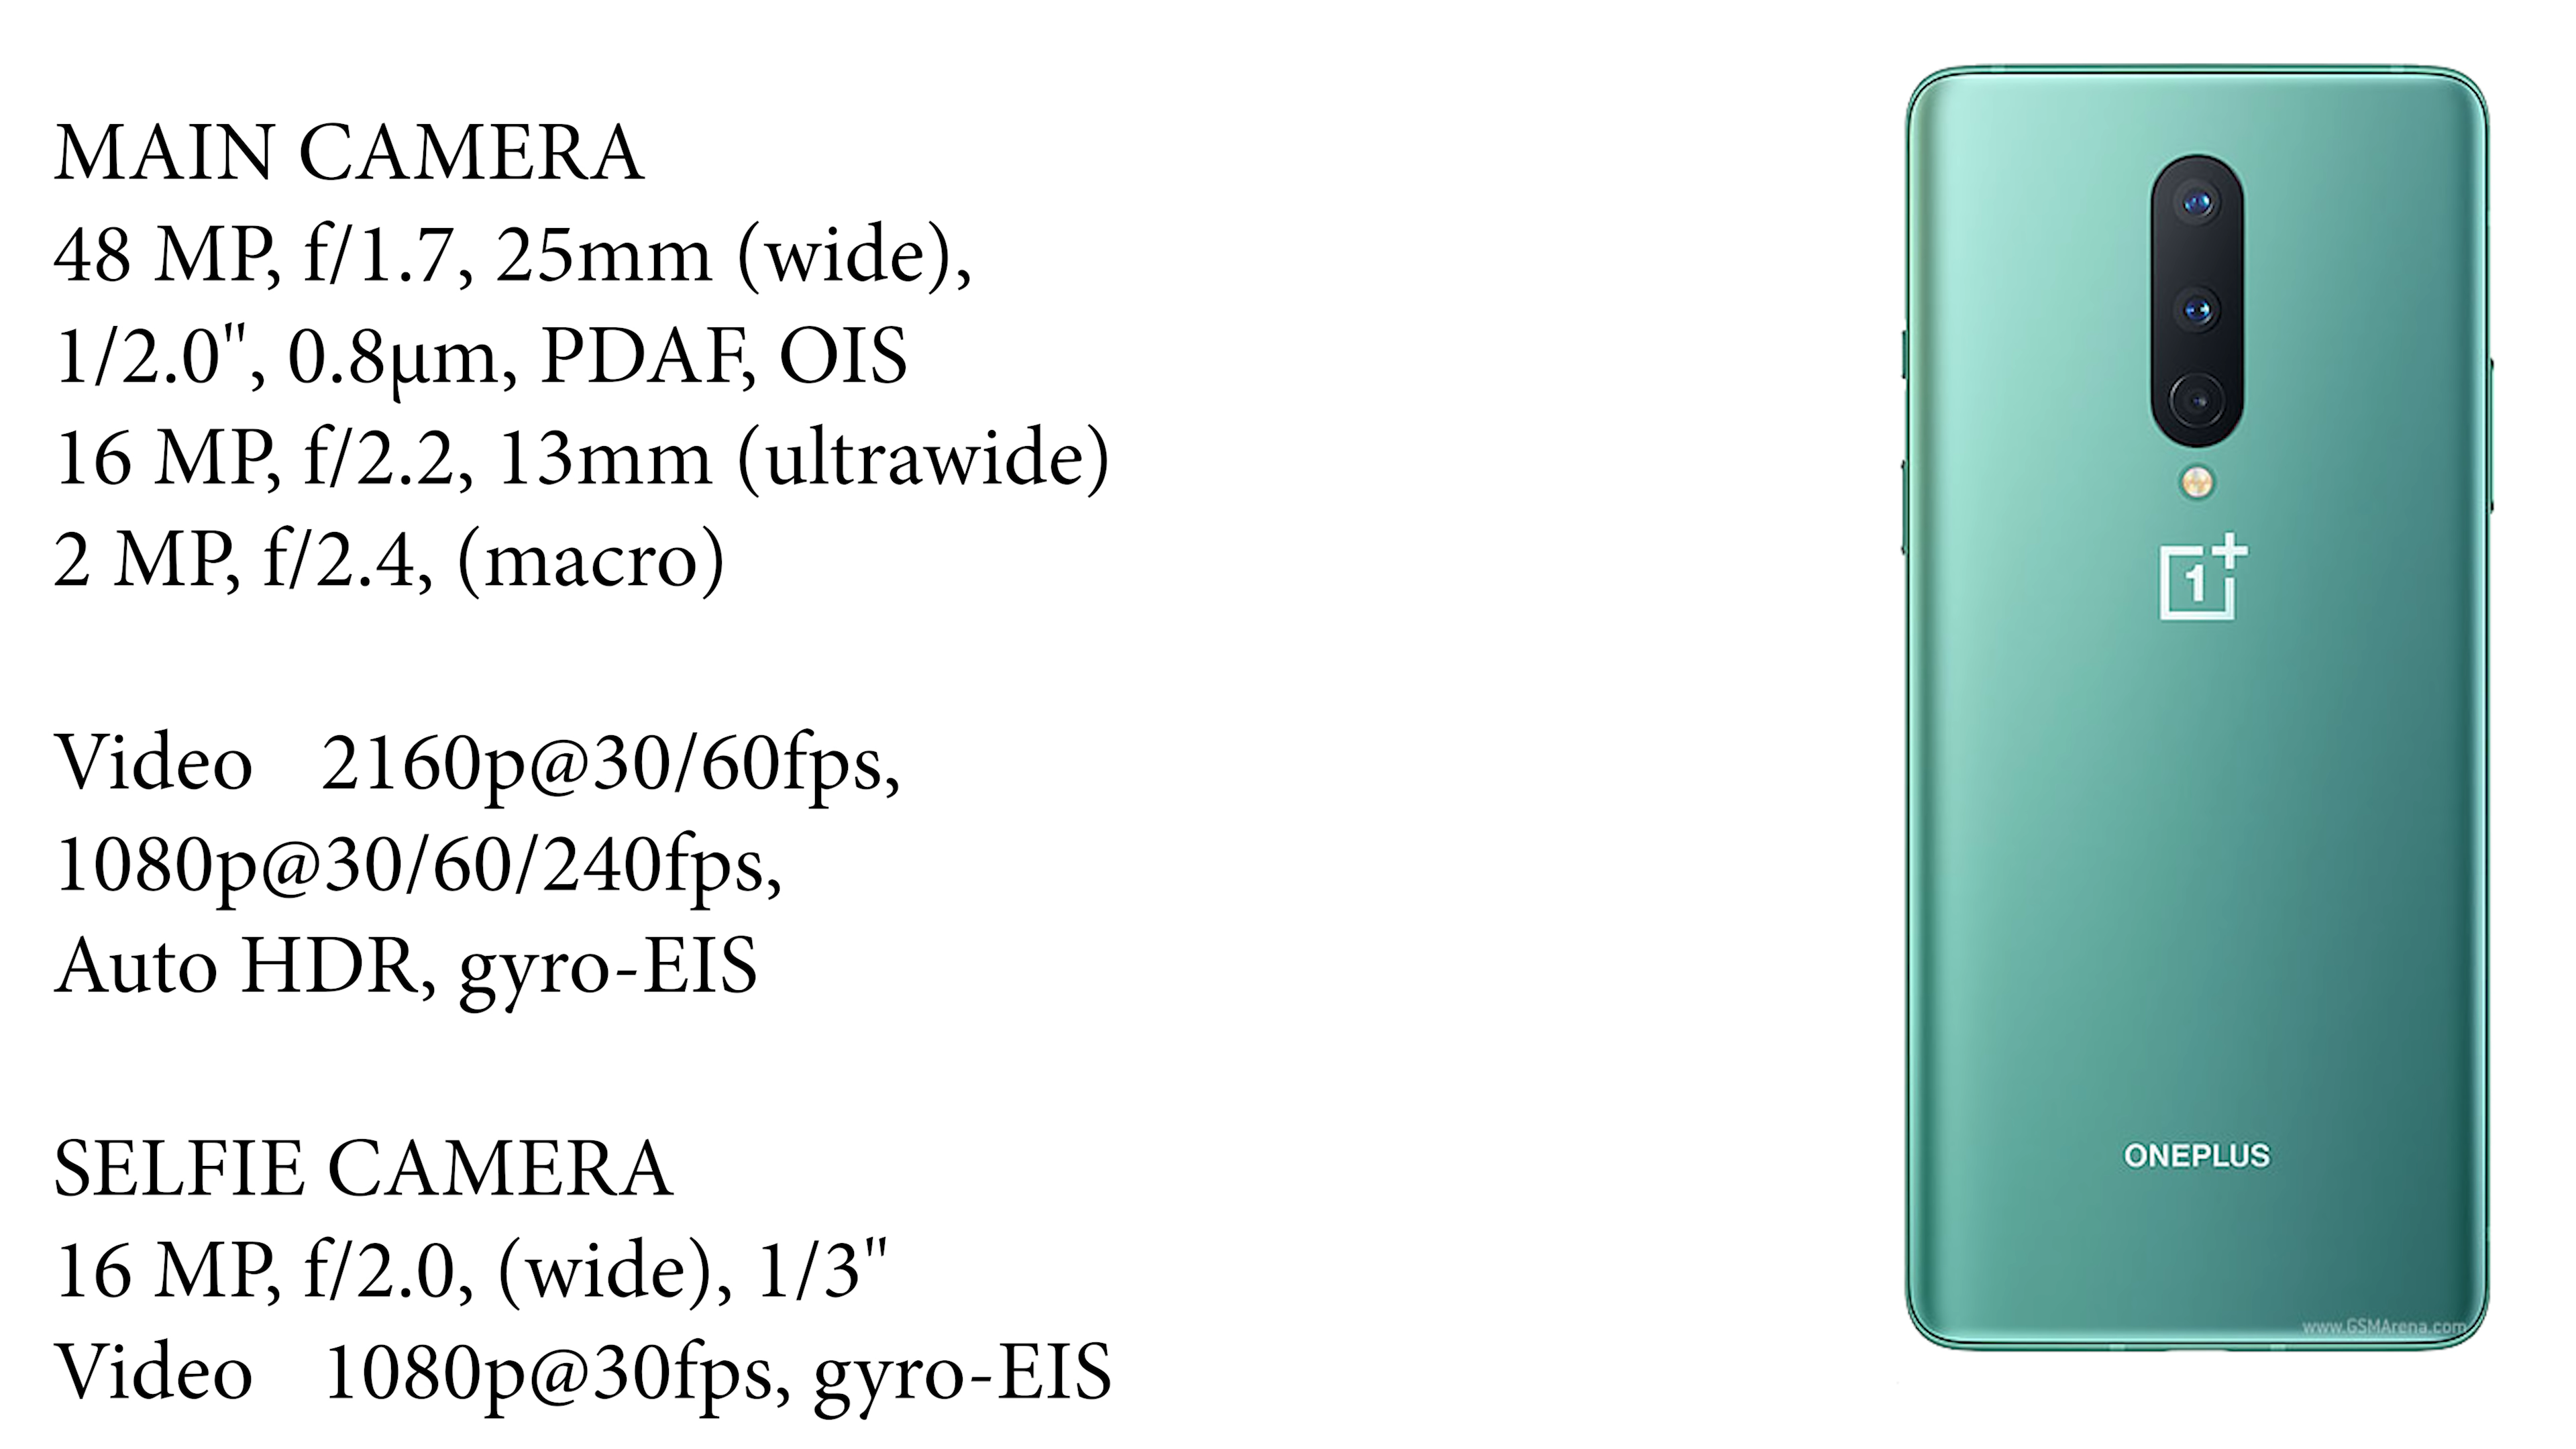 MAIN CAMERA
48 MP, f/1.7, 25mm (wide),
1/2.0", 0.8µm, PDAF, OIS
16 MP, f/2.2, 13mm (ultrawide)
2 MP, f/2.4, (macro)
Video 2160p@30/60fps,
1080p@30/60/240fps,
Auto HDR, gyro-EIS
SELFIE CAMERA
16 MP, f/2.0, (wide), 1/3"
Video 1080p@30fps, gyro-EIS
1+
ONEPLUS
www.GSMArena.com